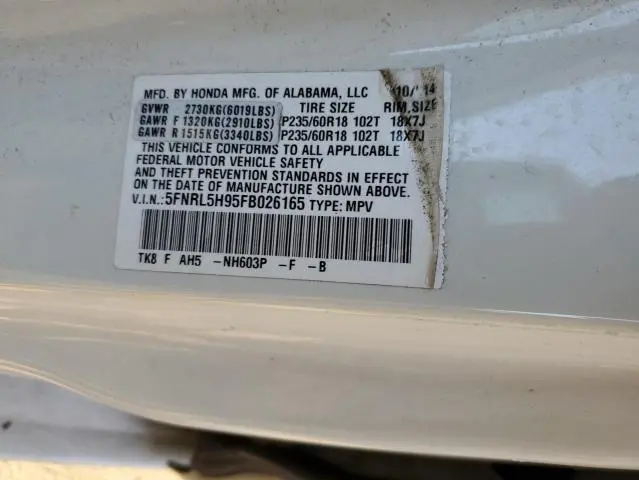 MFD. BY HONDA MFG. OF ALABAMA, LLC 10/'14
GVWR 2730KG(6019LBS) TIRE SIZE RIM,SIZE
GAWR F 1320KG(2910LBS) P235/60R18 102T 18X7J
GAWR R 1515KG(3340LBS) P235/60R18 102T 18X7J
THIS VEHICLE CONFORMS TO ALL APPLICABLE
FEDERAL MOTOR VEHICLE SAFETY
AND THEFT PREVENTION STANDARDS IN EFFECT
ON THE DATE OF MANUFACTURE SHOWN ABOVE.
V.I.N.:5FNRL5H95FB026165 TYPE: MPV
TK8 F AH5 -NH603P -F -B